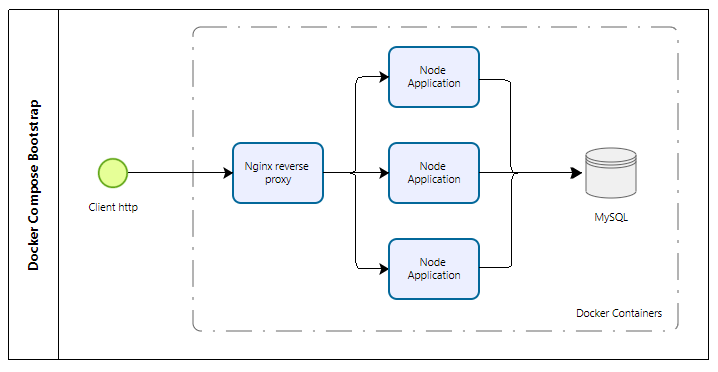 Docker Compose Bootstrap
Client http
Nginx reverse
proxy
Node
Application
Node
Application
Node
Application
MySQL
Docker Containers